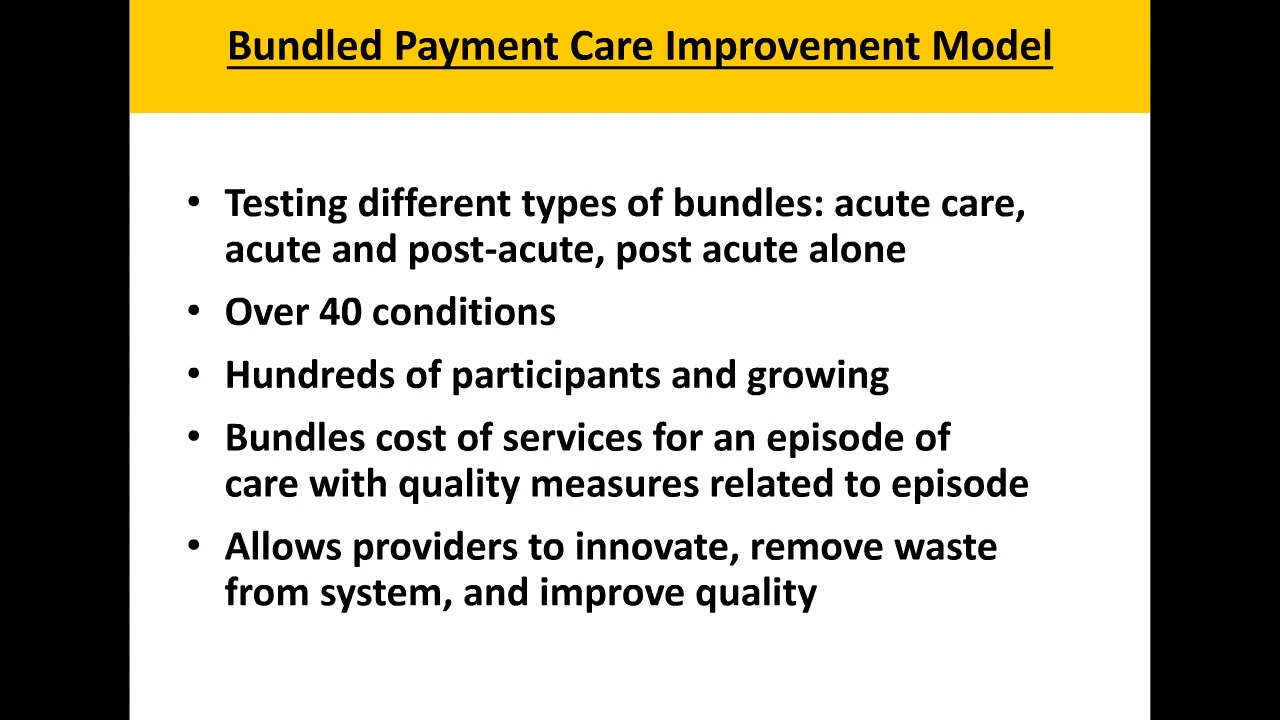 Bundled Payment Care Improvement Model
• Testing different types of bundles: acute care,
acute and post-acute, post acute alone
• Over 40 conditions
• Hundreds of participants and growing
• Bundles cost of services for an episode of
care with quality measures related to episode
• Allows providers to innovate, remove waste
from system, and improve quality